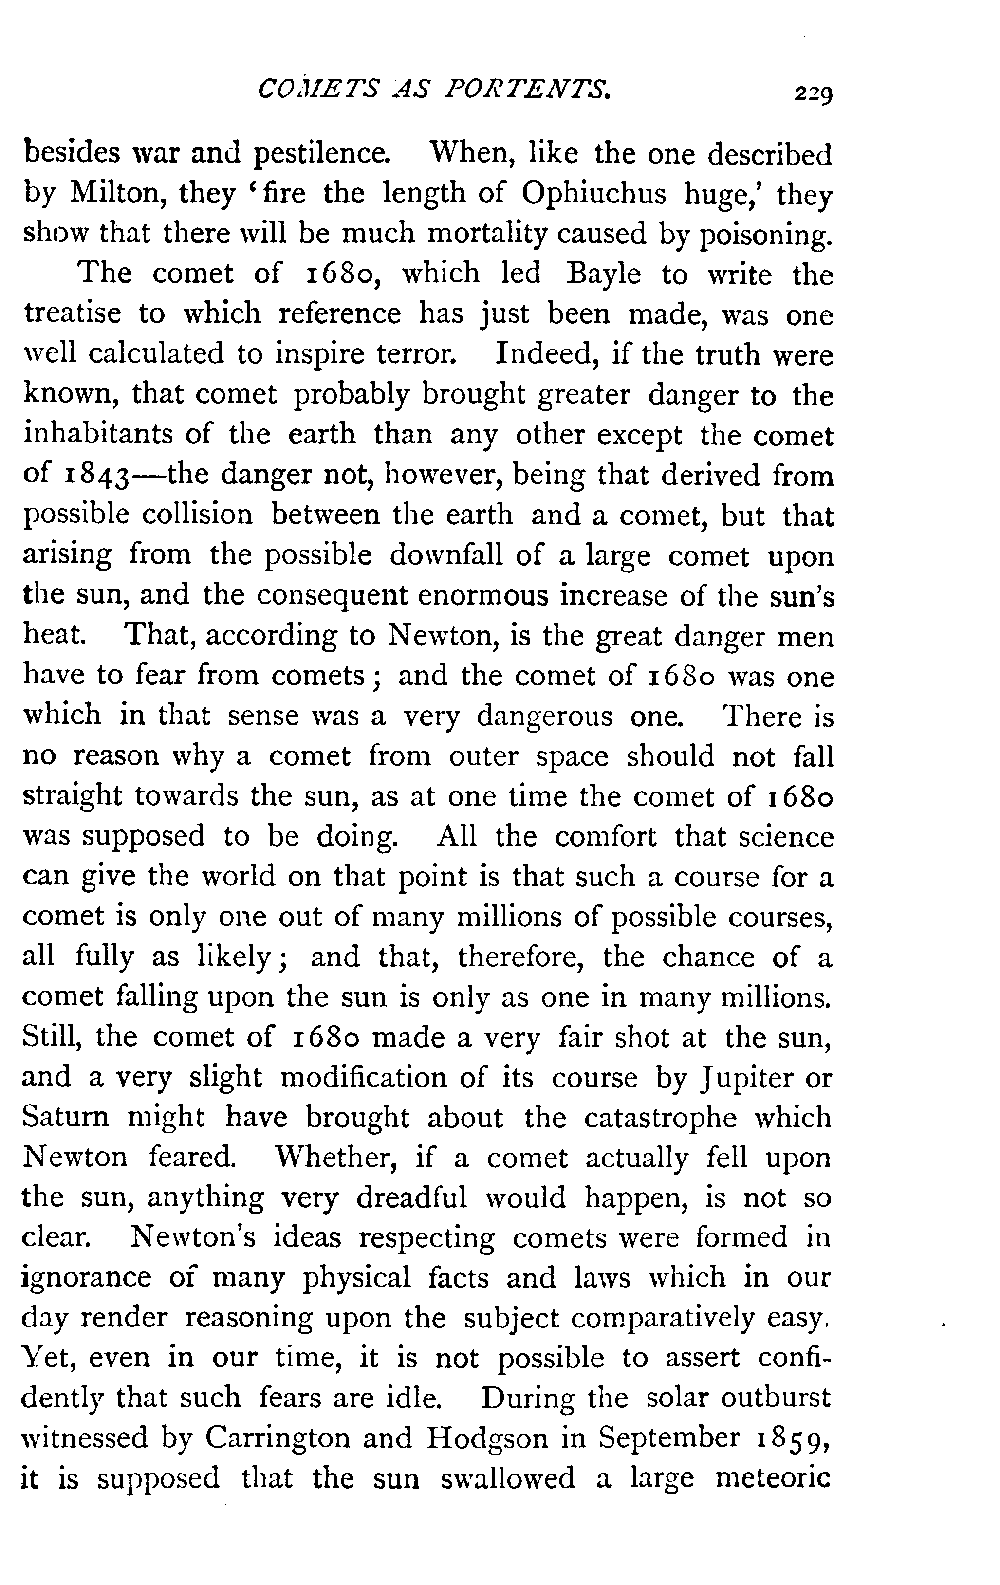 COMETS AS PORTENTS. 229
besides war and pestilence. When, like the one described
by Milton, they ‘fire the length of Ophiuchus huge,’ they
show that there will be much mortality caused by poisoning.
The comet of 1680, which led Bayle to write the
treatise to which reference has just been made, was one
well calculated to inspire terror. Indeed, if the truth were
known, that comet probably brought greater danger to the
inhabitants of the earth than any other except the comet
of 1843—the danger not, however, being that derived from
possible collision between the earth and a comet, but that
arising from the possible downfall of a large comet upon
the sun, and the consequent enormous increase of the sun’s
heat. That, according to Newton, is the great danger men
have to fear from comets; and the comet of 1680 was one
which in that sense was a very dangerous one. There is
no reason why a comet from outer space should not fall
straight towards the sun, as at one time the comet of 1680
was supposed to be doing. All the comfort that science
can give the world on that point is that such a course for a
comet is only one out of many millions of possible courses,
all fully as likely; and that, therefore, the chance of a
comet falling upon the sun is only as one in many millions.
Still, the comet of 1680 made a very fair shot at the sun,
and a very slight modification of its course by Jupiter or
Saturn might have brought about the catastrophe which
Newton feared. Whether, if a comet actually fell upon
the sun, anything very dreadful would happen, is not so
clear. Newton’s ideas respecting comets were formed in
ignorance of many physical facts and laws which in our
day render reasoning upon the subject comparatively easy.
Yet, even in our time, it is not possible to assert confi-
dently that such fears are idle. During the solar outburst
witnessed by Carrington and Hodgson in September 1859,
it is supposed that the sun swallowed a large meteoric